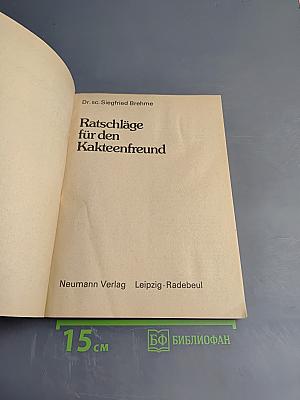 Dr. sc. Siegfried Brehme
Ratschläge
für den
Kakteenfreund
Neumann Verlag Leipzig-Radebeul
15 см
БФ БИБЛИОФАН